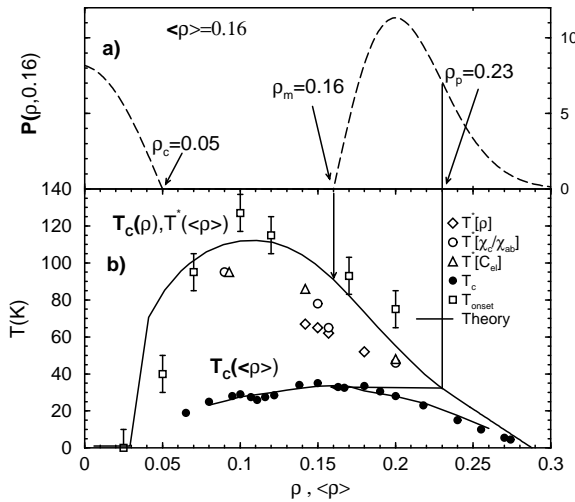 a)
<ρ>=0.16
P(ρ,0.16)
10
5
0
ρc=0.05
ρm=0.16
ρp=0.23
140
120
100
80
60
40
20
0
T(K)
Tc(ρ),T*(<ρ>)
b)
Tc(<ρ>)
T*[ρ]
T*[χc/χab]
T*[Cel]
Tc
Tonset
Theory
0 0.05 0.1 0.15 0.2 0.25 0.3
ρ , <ρ>